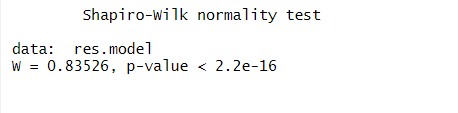 Shapiro-Wilk normality test
data:  res.model
W = 0.83526, p-value < 2.2e-16